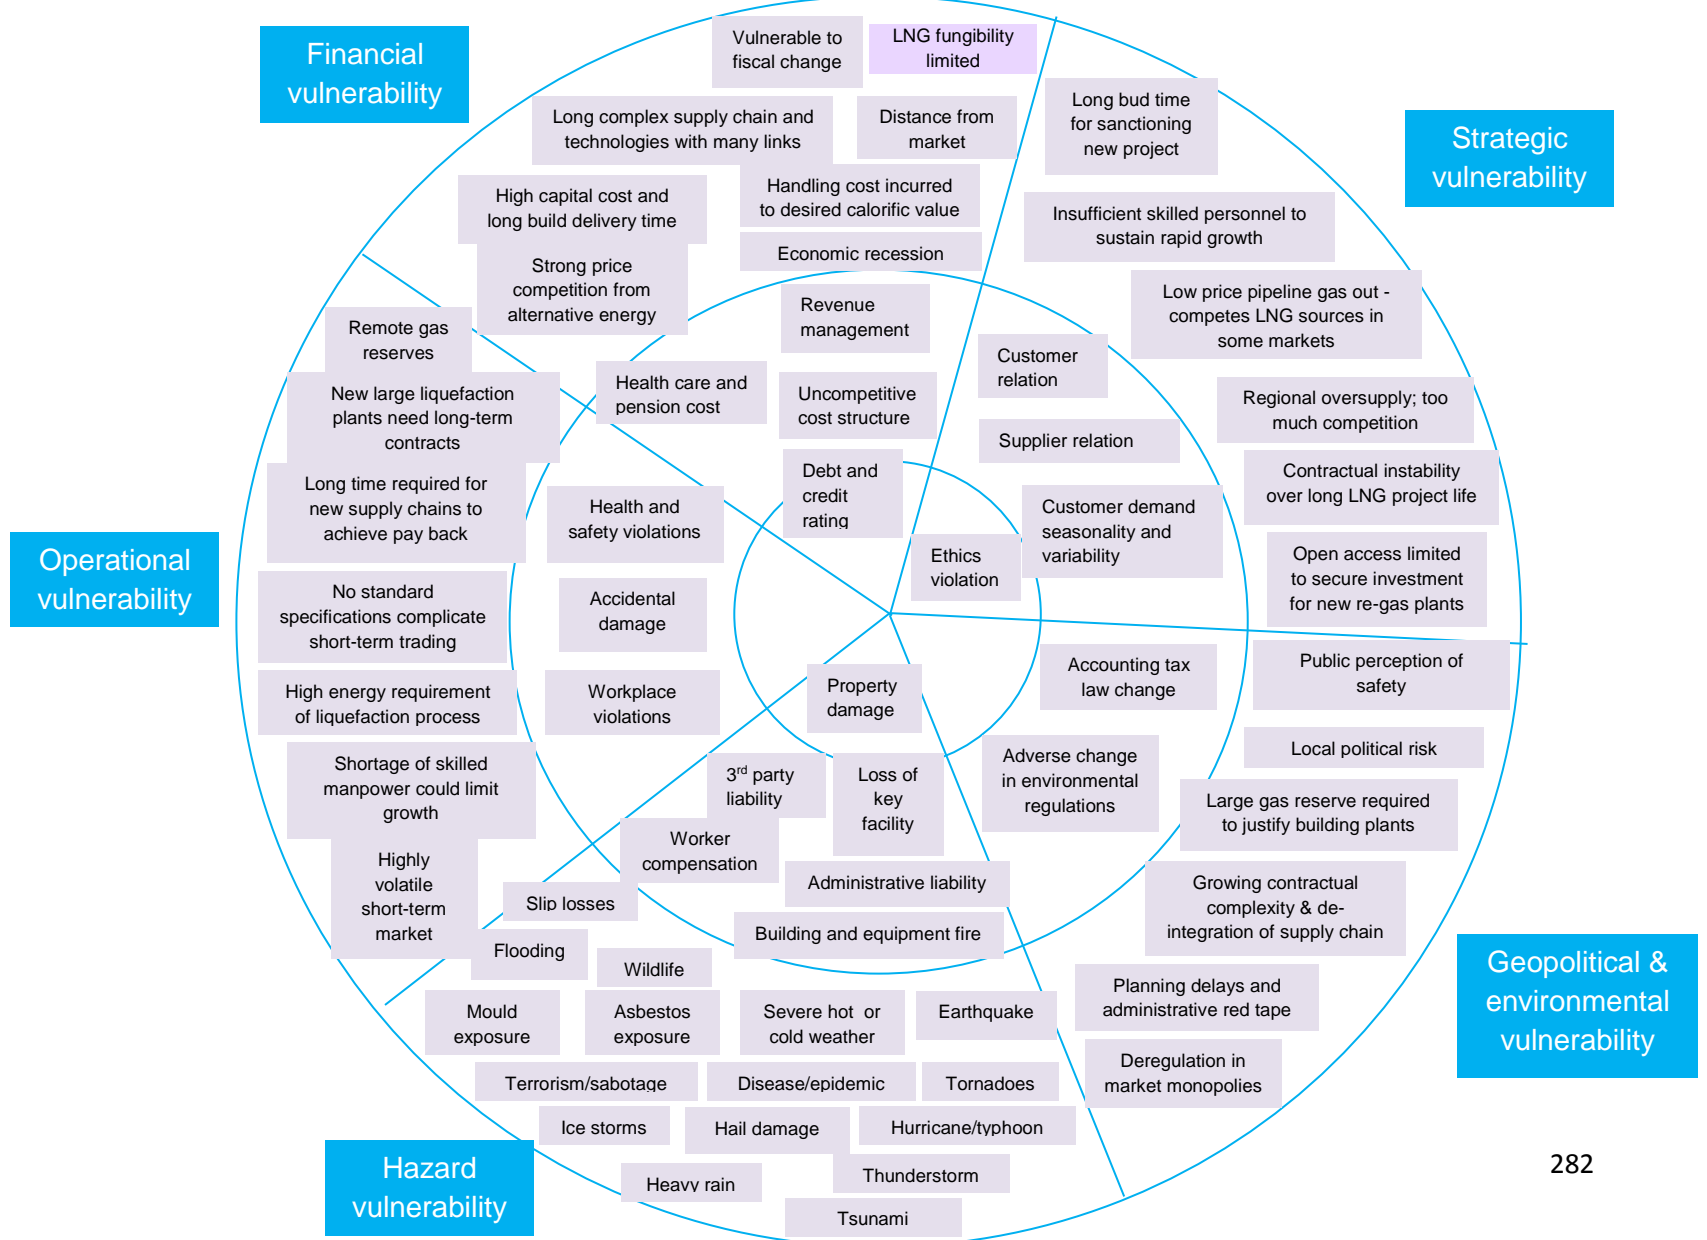 Vulnerable to
fiscal change
LNG fungibility
limited
Financial
vulnerability
Long complex supply chain and
technologies with many links
Distance from
market
Long bud time
for sanctioning
new project
Strategic
vulnerability
High capital cost and
long build delivery time
Handling cost incurred
to desired calorific value
Insufficient skilled personnel to
sustain rapid growth
Economic recession
Strong price
competition from
alternative energy
Revenue
management
Low price pipeline gas out -
competes LNG sources in
some markets
Remote gas
reserves
Customer
relation
New large liquefaction
plants need long-term
contracts
Health care and
pension cost
Uncompetitive
cost structure
Regional oversupply; too
much competition
Supplier relation
Long time required for
new supply chains to
achieve pay back
Debt and
credit
rating
Contractual instability
over long LNG project life
Health and
safety violations
Customer demand
seasonality and
variability
Operational
vulnerability
Ethics
violation
Open access limited
to secure investment
for new re-gas plants
No standard
specifications complicate
short-term trading
Accidental
damage
Accounting tax
law change
Public perception of
safety
High energy requirement
of liquefaction process
Workplace
violations
Property
damage
Local political risk
Shortage of skilled
manpower could limit
growth
3rd party
liability
Loss of
key
facility
Adverse change
in environmental
regulations
Large gas reserve required
to justify building plants
Worker
compensation
Highly
volatile
short-term
market
Administrative liability
Growing contractual
complexity & de-
integration of supply chain
Slip losses
Building and equipment fire
Flooding
Wildlife
Geopolitical &
environmental
vulnerability
Planning delays and
administrative red tape
Mould
exposure
Asbestos
exposure
Severe hot or
cold weather
Earthquake
Deregulation in
market monopolies
Terrorism/sabotage
Disease/epidemic
Tornadoes
Ice storms
Hail damage
Hurricane/typhoon
Hazard
vulnerability
Heavy rain
Thunderstorm
Tsunami
282